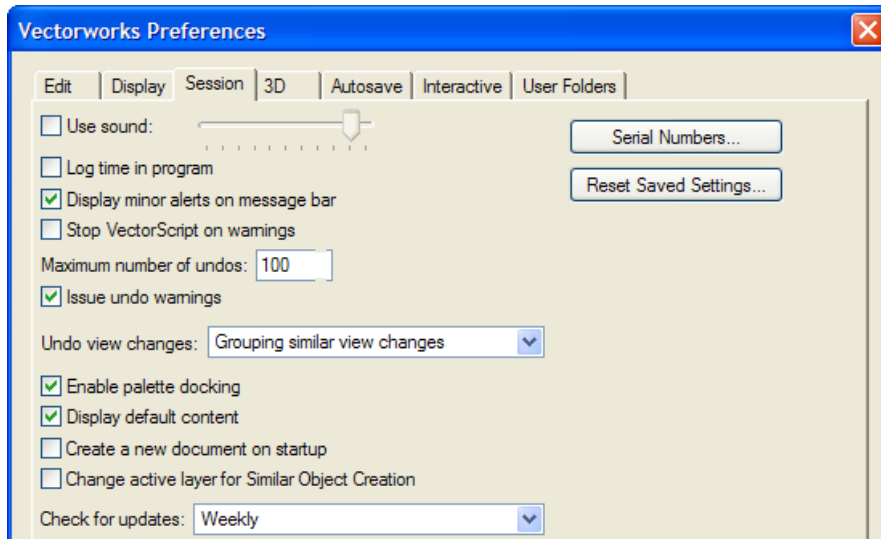 Vectorworks Preferences
Edit Display Session 3D Autosave Interactive User Folders
Use sound:
Serial Numbers...
Log time in program
Reset Saved Settings...
Display minor alerts on message bar
Stop VectorScript on warnings
Maximum number of undos: 100
Issue undo warnings
Undo view changes: Grouping similar view changes
Enable palette docking
Display default content
Create a new document on startup
Change active layer for Similar Object Creation
Check for updates: Weekly